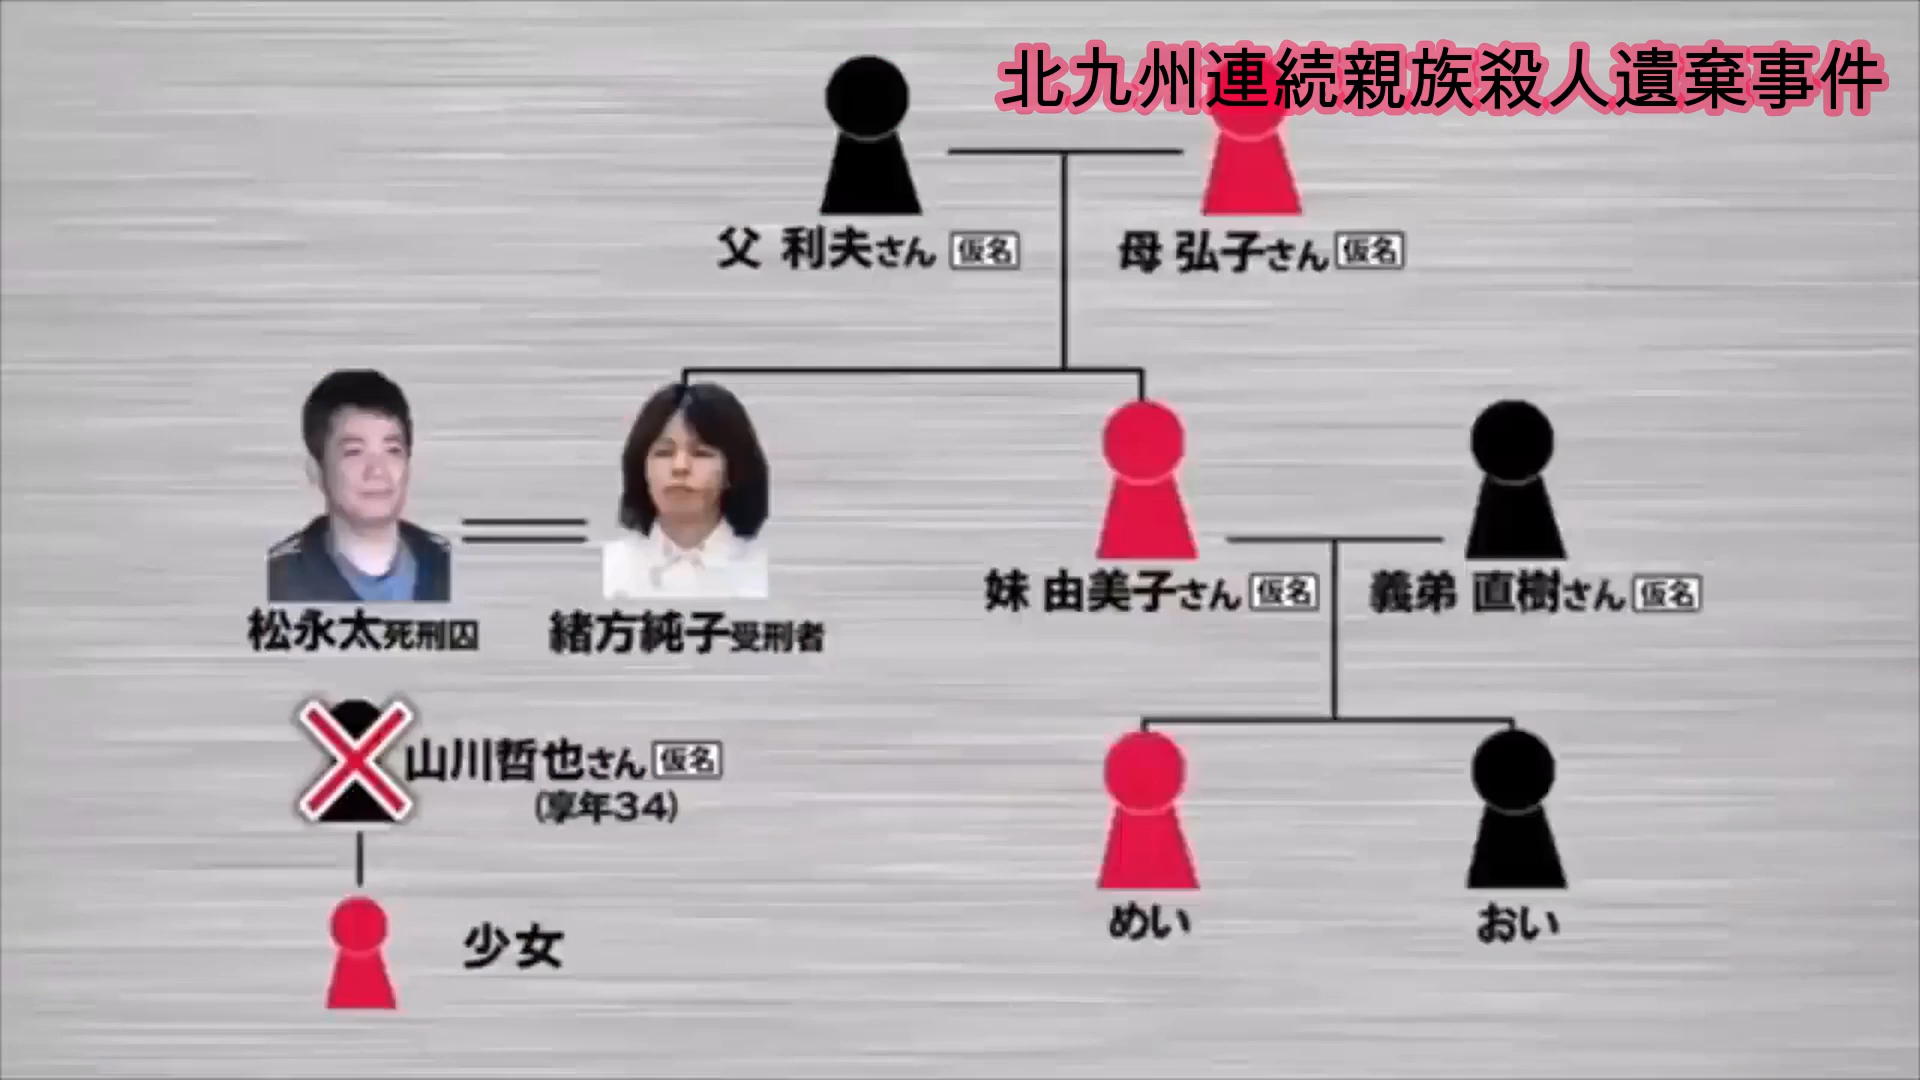 北九州連続親族殺人遺棄事件
父 利夫さん 仮名
母 弘子さん 仮名
松永太死刑囚
緒方純子受刑者
妹 由美子さん 仮名
義弟 直樹さん 仮名
山川哲也さん 仮名
(享年34)
少女
めい
おい